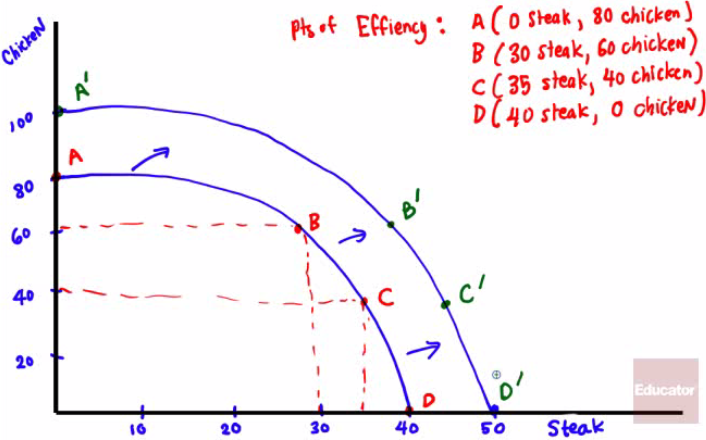 Pts of Effiency : A ( 0 steak , 80 chicken )
B ( 30 steak, 60 chicken)
C ( 35 steak, 40 chicken)
D ( 40 steak, 0 chicken)
Chicken
A'
100
A
80
B
B'
60
C
C'
40
20
D
D'
10
20
30
40
50
Steak
Educator